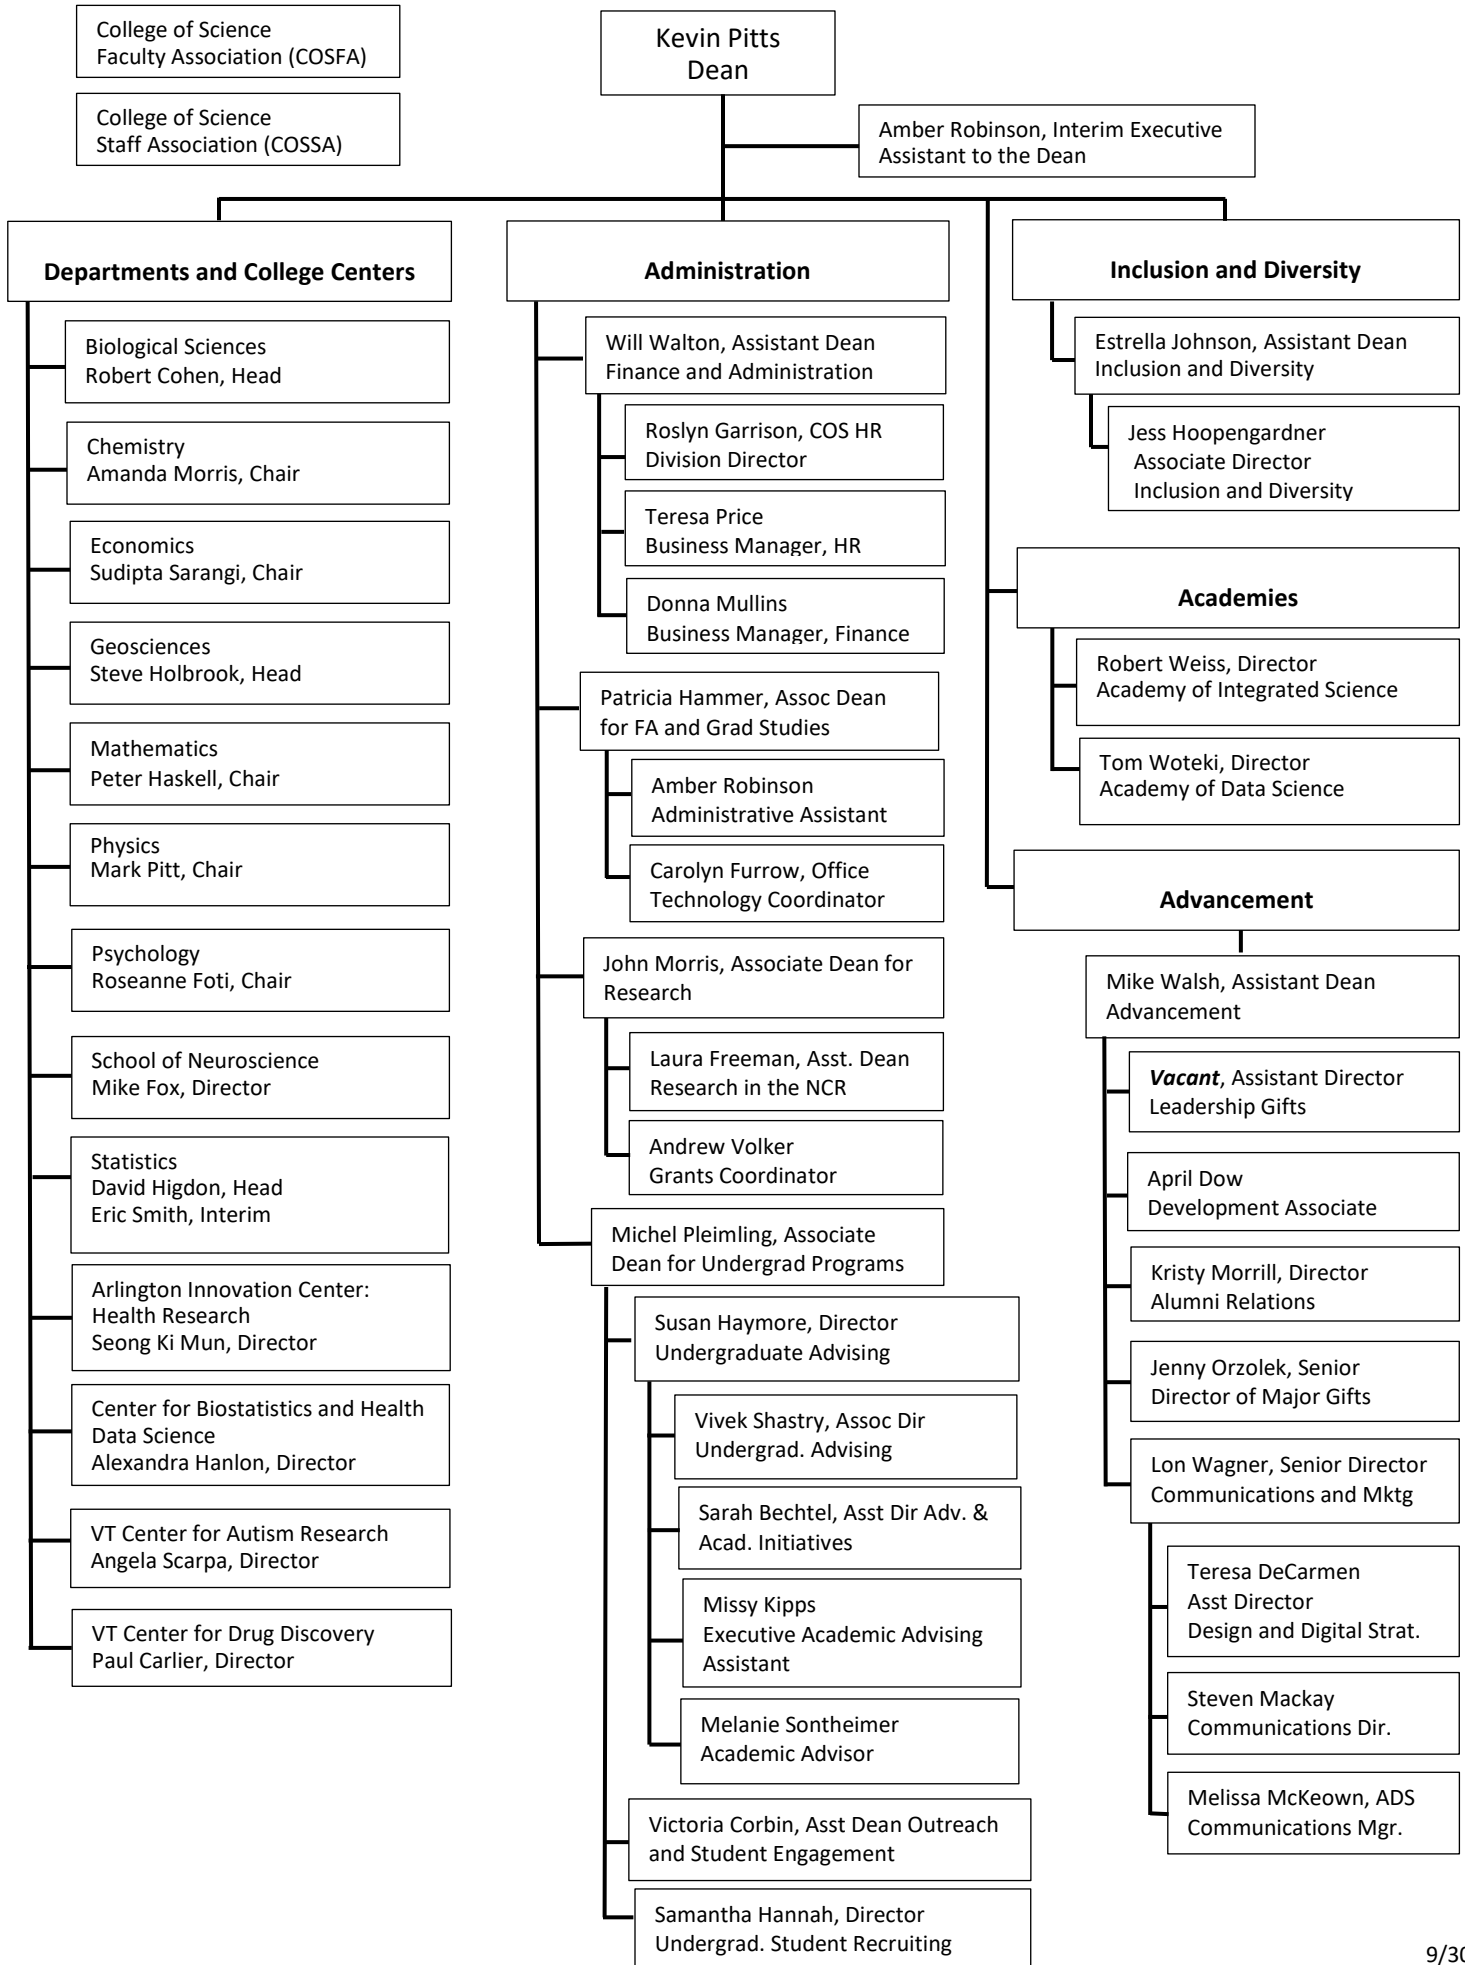 College of Science
Faculty Association (COSFA)
College of Science
Staff Association (COSSA)
Kevin Pitts
Dean
Amber Robinson, Interim Executive
Assistant to the Dean
Departments and College Centers
Biological Sciences
Robert Cohen, Head
Chemistry
Amanda Morris, Chair
Economics
Sudipta Sarangi, Chair
Geosciences
Steve Holbrook, Head
Mathematics
Peter Haskell, Chair
Physics
Mark Pitt, Chair
Psychology
Roseanne Foti, Chair
School of Neuroscience
Mike Fox, Director
Statistics
David Higdon, Head
Eric Smith, Interim
Arlington Innovation Center:
Health Research
Seong Ki Mun, Director
Center for Biostatistics and Health
Data Science
Alexandra Hanlon, Director
VT Center for Autism Research
Angela Scarpa, Director
VT Center for Drug Discovery
Paul Carlier, Director
Administration
Will Walton, Assistant Dean
Finance and Administration
Roslyn Garrison, COS HR
Division Director
Teresa Price
Business Manager, HR
Donna Mullins
Business Manager, Finance
Patricia Hammer, Assoc Dean
for FA and Grad Studies
Amber Robinson
Administrative Assistant
Carolyn Furrow, Office
Technology Coordinator
John Morris, Associate Dean for
Research
Laura Freeman, Asst. Dean
Research in the NCR
Andrew Volker
Grants Coordinator
Michel Pleimling, Associate
Dean for Undergrad Programs
Susan Haymore, Director
Undergraduate Advising
Vivek Shastry, Assoc Dir
Undergrad. Advising
Sarah Bechtel, Asst Dir Adv. &
Acad. Initiatives
Missy Kipps
Executive Academic Advising
Assistant
Melanie Sontheimer
Academic Advisor
Victoria Corbin, Asst Dean Outreach
and Student Engagement
Samantha Hannah, Director
Undergrad. Student Recruiting
Inclusion and Diversity
Estrella Johnson, Assistant Dean
Inclusion and Diversity
Jess Hoopengardner
Associate Director
Inclusion and Diversity
Academies
Robert Weiss, Director
Academy of Integrated Science
Tom Woteki, Director
Academy of Data Science
Advancement
Mike Walsh, Assistant Dean
Advancement
Vacant, Assistant Director
Leadership Gifts
April Dow
Development Associate
Kristy Morrill, Director
Alumni Relations
Jenny Orzolek, Senior
Director of Major Gifts
Lon Wagner, Senior Director
Communications and Mktg
Teresa DeCarmen
Asst Director
Design and Digital Strat.
Steven Mackay
Communications Dir.
Melissa McKeown, ADS
Communications Mgr.
9/30